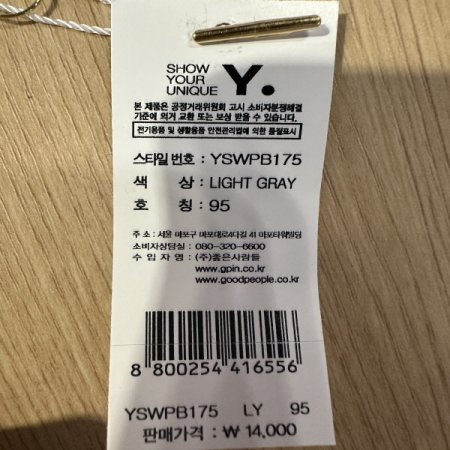 SHOW
YOUR
UNIQUE
Y.
본 제품은 공정거래위원회 고시 소비자분쟁해결
기준에 의거 교환 또는 보상 받을 수 있습니다.
전기용품 및 생활용품 안전관리법에 의한 품질표시
스타일 번호 : YSWPB175
색 상 : LIGHT GRAY
호 칭 : 95
주 소 : 서울 마포구 마포대로4다길 41 마포타워빌딩
소비자상담실 : 080-320-6600
수 입 자 명 : (주)좋은사람들
www.gpin.co.kr
www.goodpeople.co.kr
8 800254 416556
YSWPB175 LY 95
판매가격 : ₩ 14,000